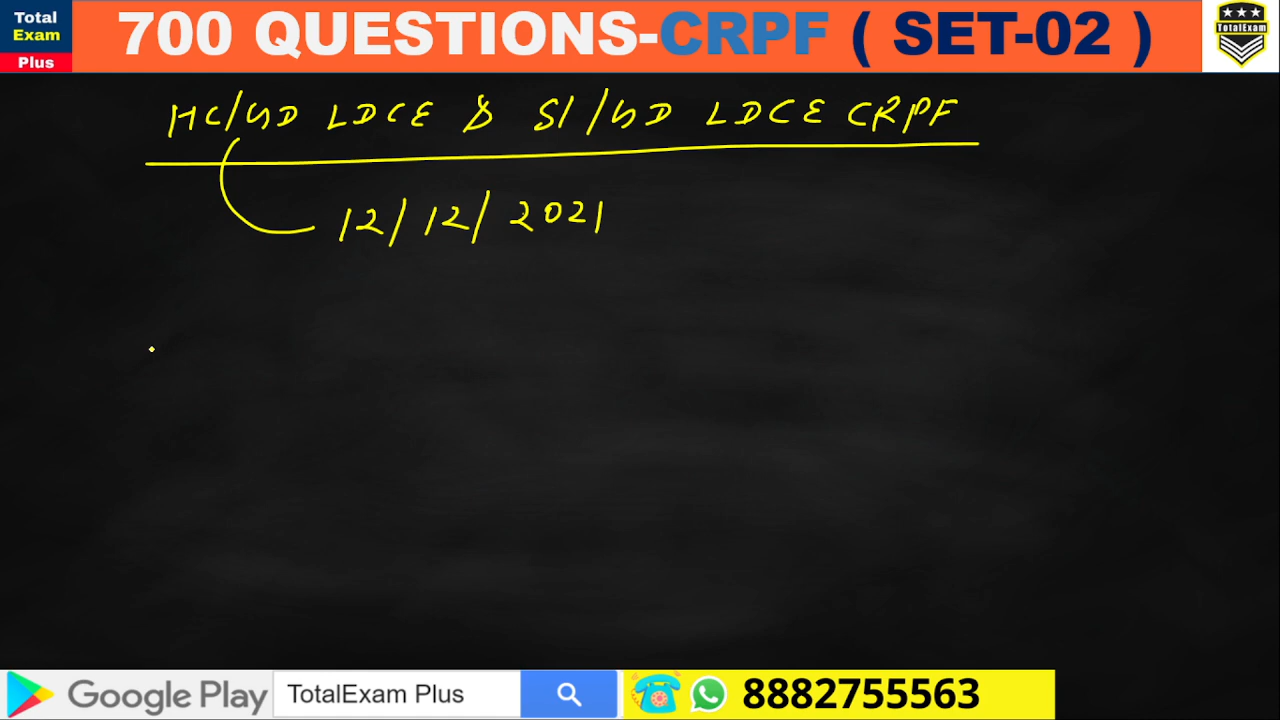 Total
Exam
Plus
700 QUESTIONS-CRPF ( SET-02 )
TotalExam
HC/GD LDCE & SI/GD LDCE CRPF
12/12/2021
Google Play
TotalExam Plus
8882755563